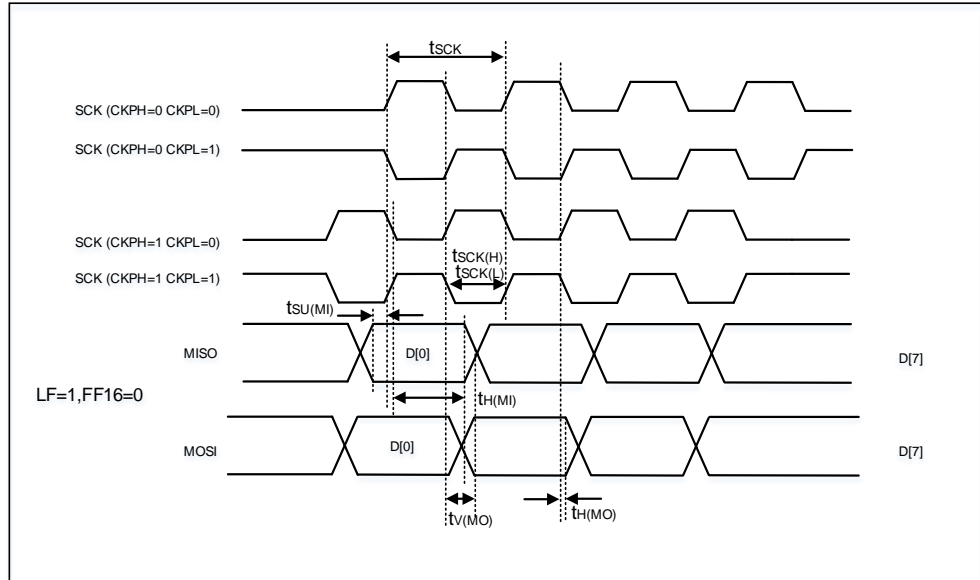 tSCK
SCK (CKPH=0 CKPL=0)
SCK (CKPH=0 CKPL=1)
SCK (CKPH=1 CKPL=0)
tSCK(H)
tSCK(L)
SCK (CKPH=1 CKPL=1)
tSU(MI)
MISO
D[0]
D[7]
LF=1,FF16=0
tH(MI)
MOSI
D[0]
D[7]
tV(MO)
tH(MO)